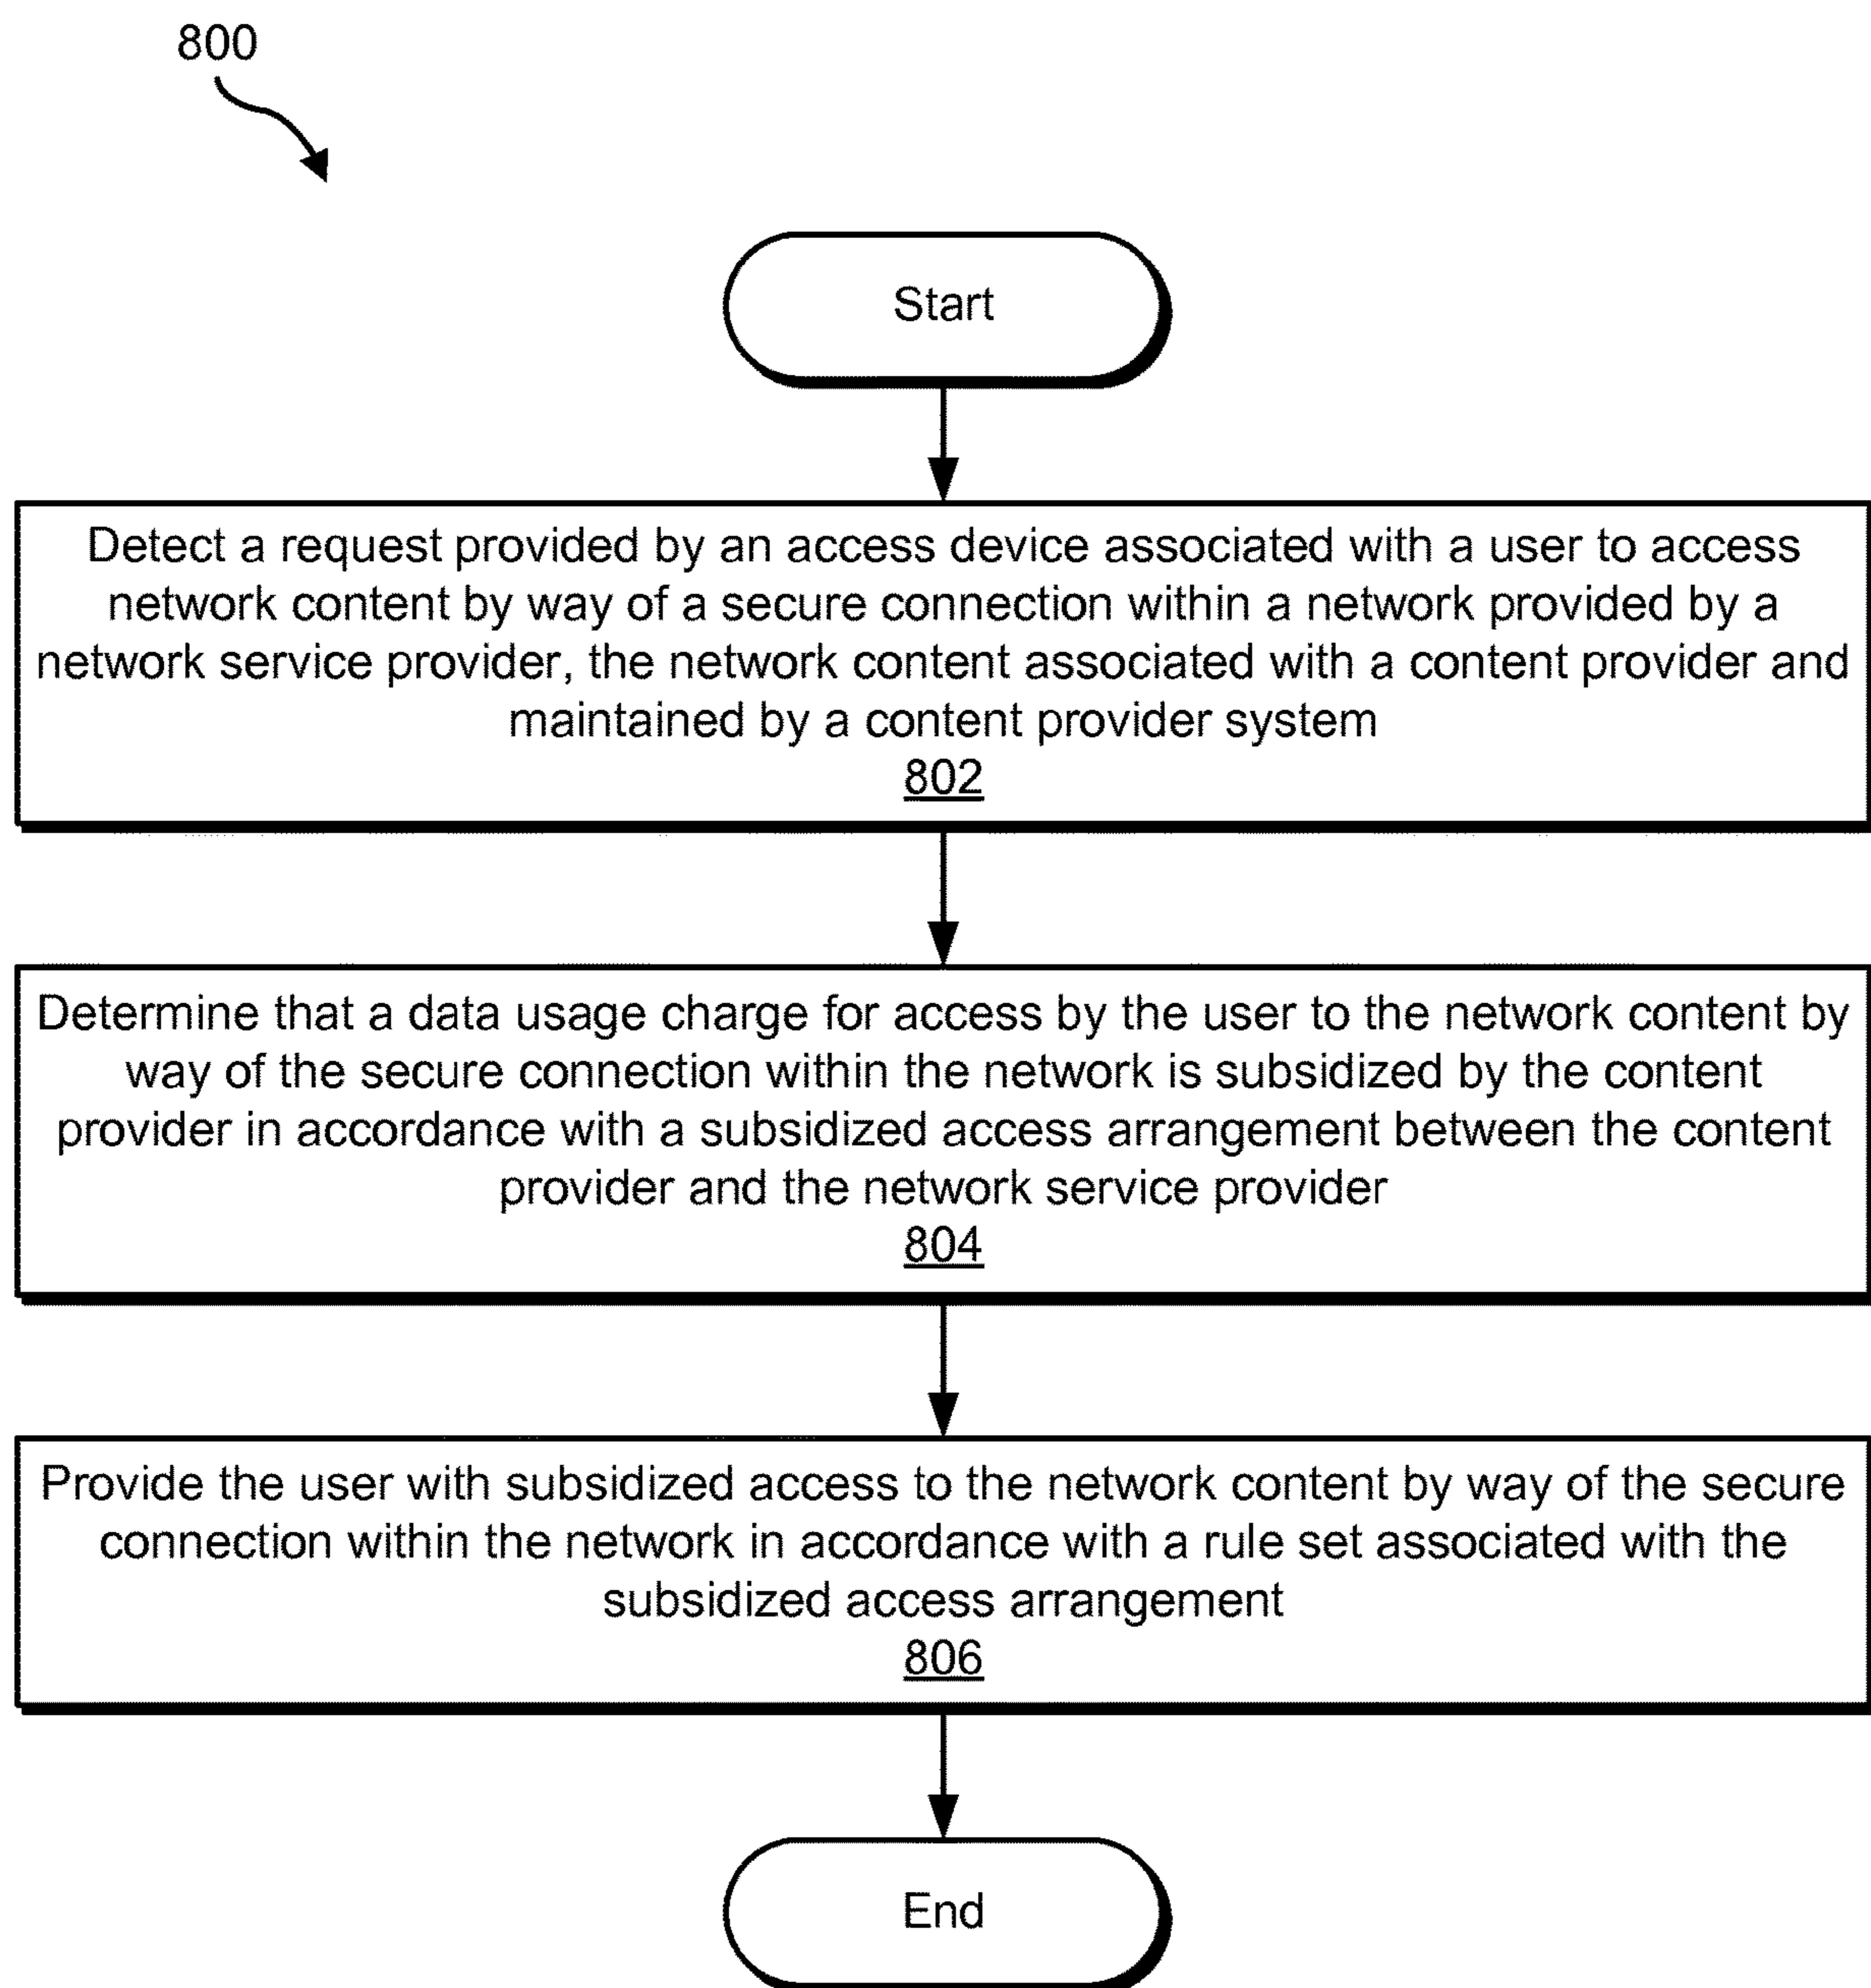 800
Start
Detect a request provided by an access device associated with a user to access
network content by way of a secure connection within a network provided by a
network service provider, the network content associated with a content provider and
maintained by a content provider system
802
Determine that a data usage charge for access by the user to the network content by
way of the secure connection within the network is subsidized by the content
provider in accordance with a subsidized access arrangement between the content
provider and the network service provider
804
Provide the user with subsidized access to the network content by way of the secure
connection within the network in accordance with a rule set associated with the
subsidized access arrangement
806
End